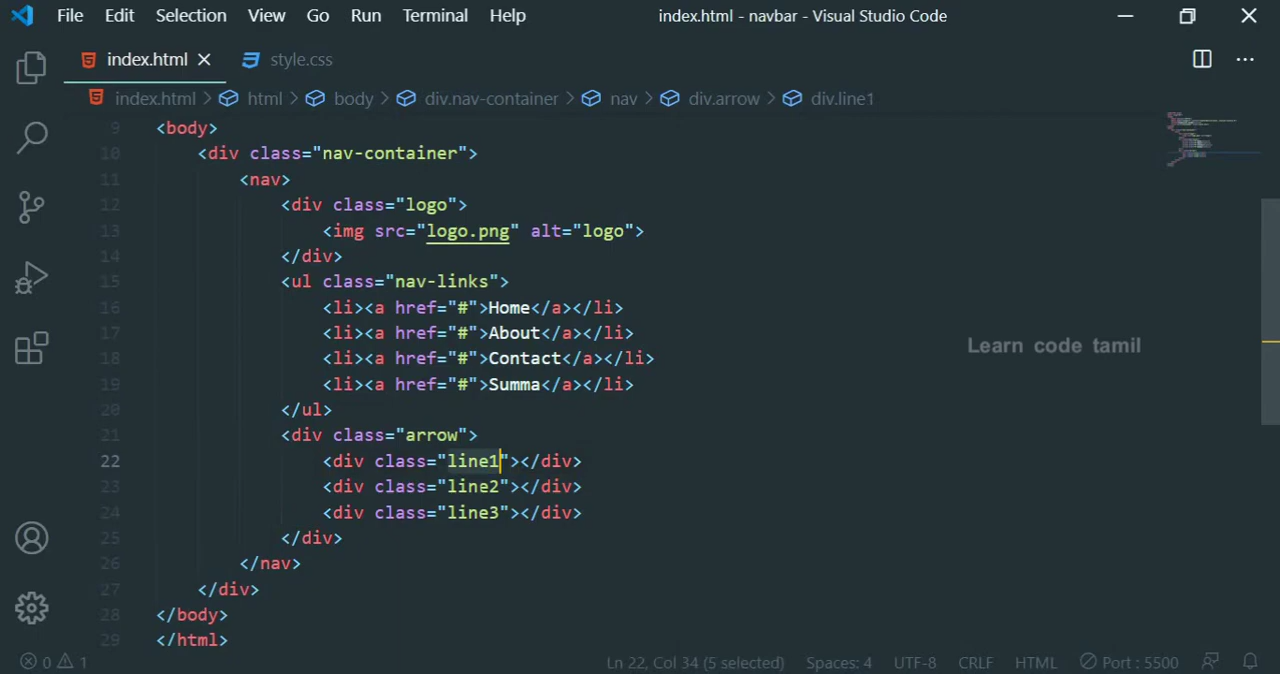 File Edit Selection View Go Run Terminal Help index.html - navbar - Visual Studio Code
index.html style.css
index.html > html > body > div.nav-container > nav > div.arrow > div.line1
9 <body>
10 <div class="nav-container">
11 <nav>
12 <div class="logo">
13 <img src="logo.png" alt="logo">
14 </div>
15 <ul class="nav-links">
16 <li><a href="#">Home</a></li>
17 <li><a href="#">About</a></li>
18 <li><a href="#">Contact</a></li>
19 <li><a href="#">Summa</a></li>
20 </ul>
21 <div class="arrow">
22 <div class="line1"></div>
23 <div class="line2"></div>
24 <div class="line3"></div>
25 </div>
26 </nav>
27 </div>
28 </body>
29 </html>
Learn code tamil
0 1 Ln 22, Col 34 (5 selected) Spaces: 4 UTF-8 CRLF HTML Port : 5500